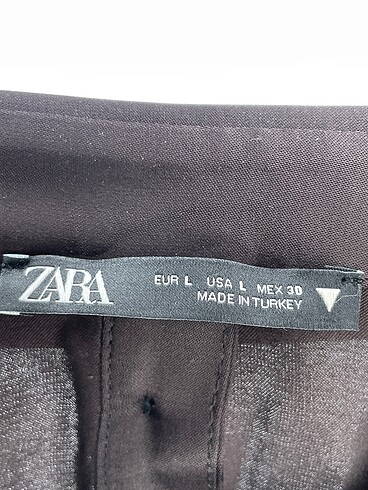 ZARA
EUR L USA L MEX 30
MADE IN TURKEY